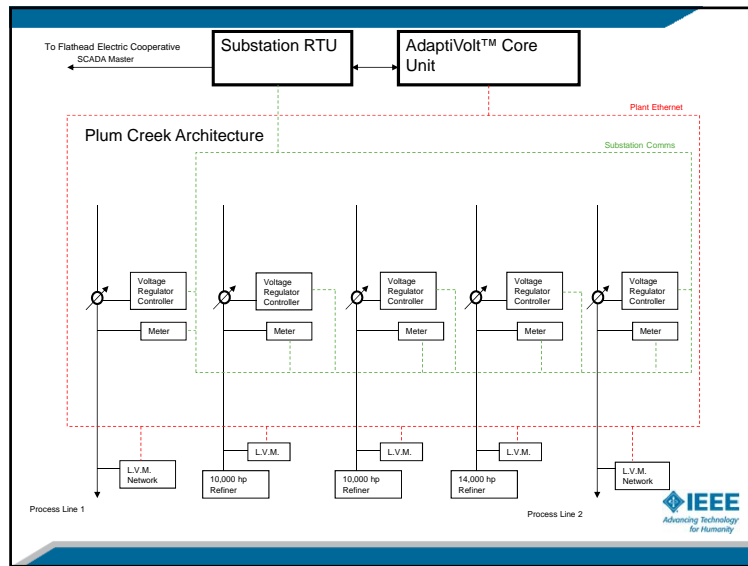 To Flathead Electric Cooperative
SCADA Master
Substation RTU
AdaptiVolt™ Core
Unit
Plant Ethernet
Plum Creek Architecture
Substation Comms
Voltage
Regulator
Controller
Voltage
Regulator
Controller
Voltage
Regulator
Controller
Voltage
Regulator
Controller
Voltage
Regulator
Controller
Meter
Meter
Meter
Meter
Meter
L.V.M.
Network
L.V.M.
L.V.M.
L.V.M.
L.V.M.
Network
10,000 hp
Refiner
10,000 hp
Refiner
14,000 hp
Refiner
Process Line 1
Process Line 2
IEEE
Advancing Technology
for Humanity